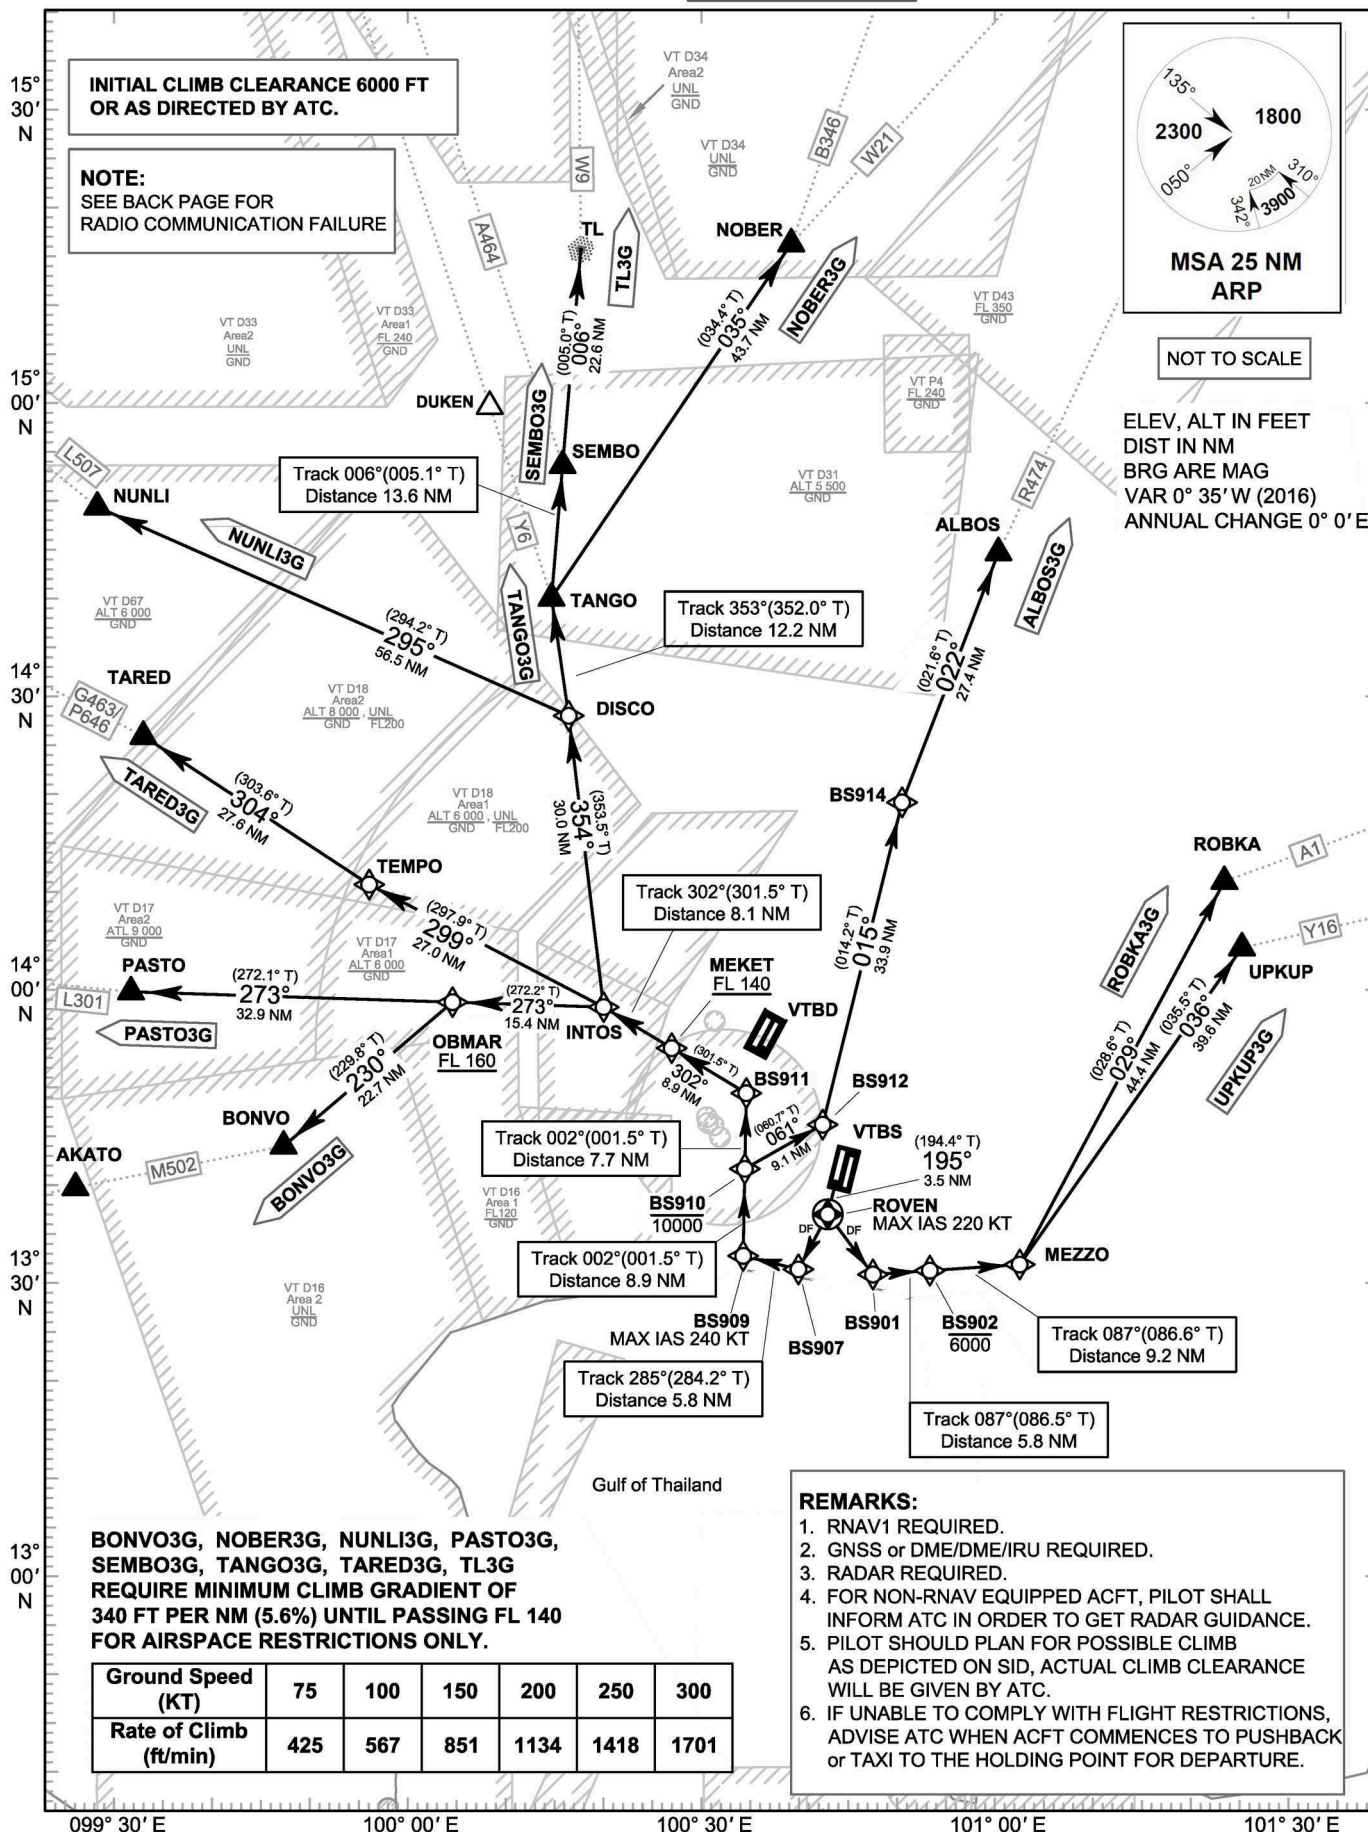 INITIAL CLIMB CLEARANCE 6000 FT
OR AS DIRECTED BY ATC.
NOTE:
SEE BACK PAGE FOR
RADIO COMMUNICATION FAILURE
VT D34
Area2
UNL
GND
VT D34
UNL
GND
B346
W21
W9
A464
135°
2300
1800
050°
20 NM
310°
342°
3900
MSA 25 NM
ARP
NOT TO SCALE
ELEV, ALT IN FEET
DIST IN NM
BRG ARE MAG
VAR 0° 35' W (2016)
ANNUAL CHANGE 0° 0' E
15°
30'
N
TL
TL3G
NOBER
NOBER3G
VT D33
Area2
UNL
GND
VT D33
Area1
FL 240
GND
VT D43
FL 350
GND
(005.0° T)
006°
22.6 NM
(034.4° T)
035°
43.7 NM
15°
00'
N
DUKEN
SEMBO3G
SEMBO
VT P4
FL 240
GND
Track 006°(005.1° T)
Distance 13.6 NM
VT D31
ALT 5 500
GND
R474
L507
NUNLI
NUNLI3G
Y6
ALBOS
ALBOS3G
TANGO
TANGO3G
Track 353°(352.0° T)
Distance 12.2 NM
VT D67
ALT 6 000
GND
(294.2° T)
295°
56.5 NM
(021.6° T)
022°
27.4 NM
14°
30'
N
TARED
G463/
P646
VT D18
Area2
ALT 8 000 , UNL
GND FL200
DISCO
TARED3G
(303.6° T)
304°
27.6 NM
VT D18
Area1
ALT 6 000 , UNL
GND FL200
(353.5° T)
354°
30.0 NM
BS914
TEMPO
ROBKA
A1
Track 302°(301.5° T)
Distance 8.1 NM
VT D17
Area2
ATL 9 000
GND
VT D17
Area1
ALT 6 000
GND
(297.9° T)
299°
27.0 NM
(014.2° T)
015°
33.9 NM
ROBKA3G
Y16
UPKUP
14°
00'
N
PASTO
L301
(272.1° T)
273°
32.9 NM
PASTO3G
(272.2° T)
273°
15.4 NM
INTOS
OBMAR
FL 160
MEKET
FL 140
VTBD
(301.5° T)
302°
8.9 NM
BS911
BS912
(028.6° T)
029°
44.4 NM
(035.5° T)
036°
39.6 NM
UPKUP3G
(229.8° T)
230°
22.7 NM
BONVO
BONVO3G
AKATO
M502
Track 002°(001.5° T)
Distance 7.7 NM
(060.7° T)
061°
9.1 NM
VTBS
(194.4° T)
195°
3.5 NM
VT D16
Area 1
FL120
GND
BS910
10000
ROVEN
MAX IAS 220 KT
DF
DF
Track 002°(001.5° T)
Distance 8.9 NM
MEZZO
13°
30'
N
VT D16
Area 2
UNL
GND
BS909
MAX IAS 240 KT
BS907
BS901
BS902
6000
Track 087°(086.6° T)
Distance 9.2 NM
Track 285°(284.2° T)
Distance 5.8 NM
Track 087°(086.5° T)
Distance 5.8 NM
Gulf of Thailand
13°
00'
N
BONVO3G, NOBER3G, NUNLI3G, PASTO3G,
SEMBO3G, TANGO3G, TARED3G, TL3G
REQUIRE MINIMUM CLIMB GRADIENT OF
340 FT PER NM (5.6%) UNTIL PASSING FL 140
FOR AIRSPACE RESTRICTIONS ONLY.
Ground Speed
(KT)
75 100 150 200 250 300
Rate of Climb
(ft/min)
425 567 851 1134 1418 1701
REMARKS:
1. RNAV1 REQUIRED.
2. GNSS or DME/DME/IRU REQUIRED.
3. RADAR REQUIRED.
4. FOR NON-RNAV EQUIPPED ACFT, PILOT SHALL
INFORM ATC IN ORDER TO GET RADAR GUIDANCE.
5. PILOT SHOULD PLAN FOR POSSIBLE CLIMB
AS DEPICTED ON SID, ACTUAL CLIMB CLEARANCE
WILL BE GIVEN BY ATC.
6. IF UNABLE TO COMPLY WITH FLIGHT RESTRICTIONS,
ADVISE ATC WHEN ACFT COMMENCES TO PUSHBACK
or TAXI TO THE HOLDING POINT FOR DEPARTURE.
099° 30' E 100° 00' E 100° 30' E 101° 00' E 101° 30' E